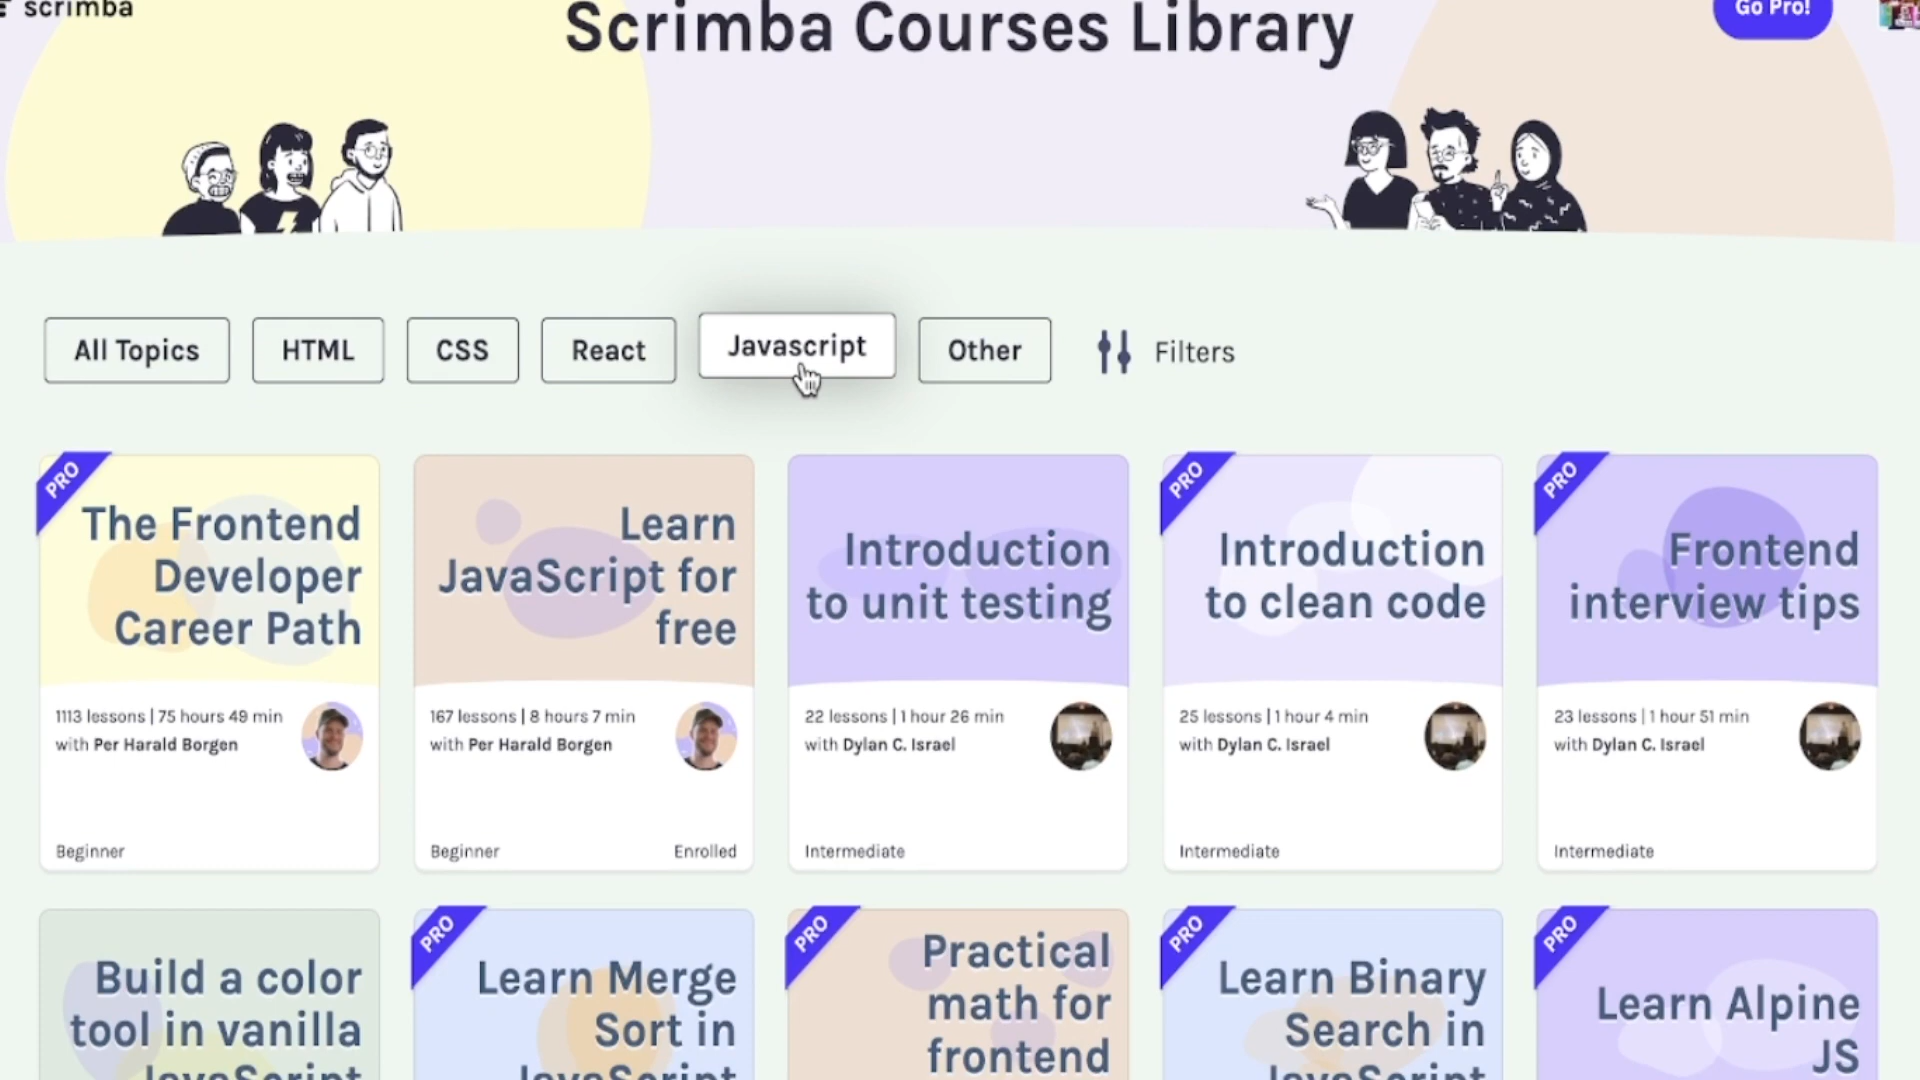 scrimba
Scrimba Courses Library
Go Pro!
All Topics
HTML
CSS
React
Javascript
Other
Filters
PRO
The Frontend
Developer
Career Path
1113 lessons | 75 hours 49 min
with Per Harald Borgen
Beginner
Learn
JavaScript for
free
167 lessons | 8 hours 7 min
with Per Harald Borgen
Beginner
Enrolled
Introduction
to unit testing
22 lessons | 1 hour 26 min
with Dylan C. Israel
Intermediate
PRO
Introduction
to clean code
25 lessons | 1 hour 4 min
with Dylan C. Israel
Intermediate
PRO
Frontend
interview tips
23 lessons | 1 hour 51 min
with Dylan C. Israel
Intermediate
Build a color
tool in vanilla
JavaScript
PRO
Learn Merge
Sort in
JavaScript
PRO
Practical
math for
frontend
PRO
Learn Binary
Search in
JavaScript
PRO
Learn Alpine
JS